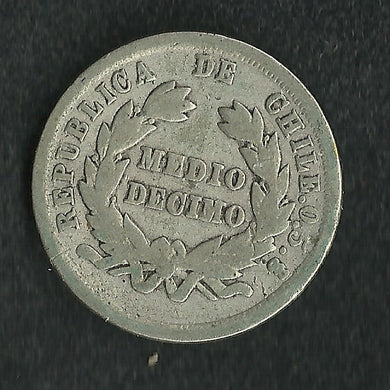 REPUBLICA DE CHILE.0.5.
MEDIO
DECIMO